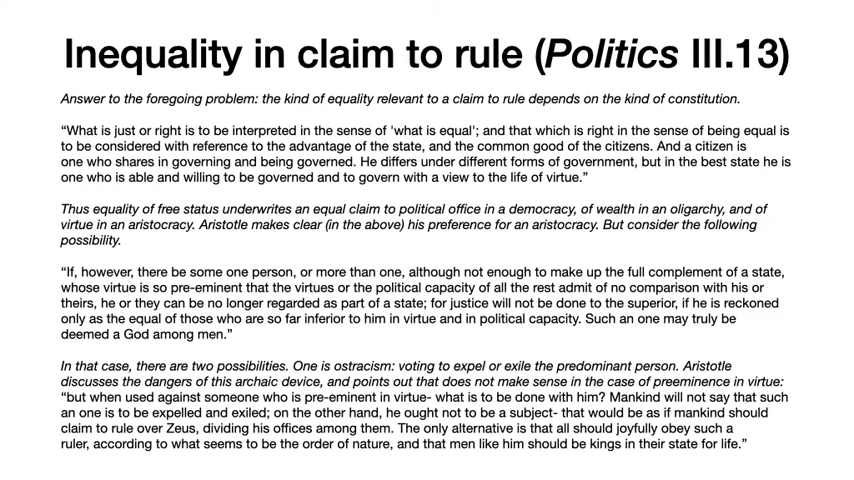 Inequality in claim to rule (Politics III.13)
Answer to the foregoing problem: the kind of equality relevant to a claim to rule depends on the kind of constitution.
“What is just or right is to be interpreted in the sense of 'what is equal'; and that which is right in the sense of being equal is
to be considered with reference to the advantage of the state, and the common good of the citizens. And a citizen is
one who shares in governing and being governed. He differs under different forms of government, but in the best state he is
one who is able and willing to be governed and to govern with a view to the life of virtue.”
Thus equality of free status underwrites an equal claim to political office in a democracy, of wealth in an oligarchy, and of
virtue in an aristocracy. Aristotle makes clear (in the above) his preference for an aristocracy. But consider the following
possibility.
“If, however, there be some one person, or more than one, although not enough to make up the full complement of a state,
whose virtue is so pre-eminent that the virtues or the political capacity of all the rest admit of no comparison with his or
theirs, he or they can be no longer regarded as part of a state; for justice will not be done to the superior, if he is reckoned
only as the equal of those who are so far inferior to him in virtue and in political capacity. Such an one may truly be
deemed a God among men.”
In that case, there are two possibilities. One is ostracism: voting to expel or exile the predominant person. Aristotle
discusses the dangers of this archaic device, and points out that does not make sense in the case of preeminence in virtue:
“but when used against someone who is pre-eminent in virtue- what is to be done with him? Mankind will not say that such
an one is to be expelled and exiled; on the other hand, he ought not to be a subject- that would be as if mankind should
claim to rule over Zeus, dividing his offices among them. The only alternative is that all should joyfully obey such a
ruler, according to what seems to be the order of nature, and that men like him should be kings in their state for life.”